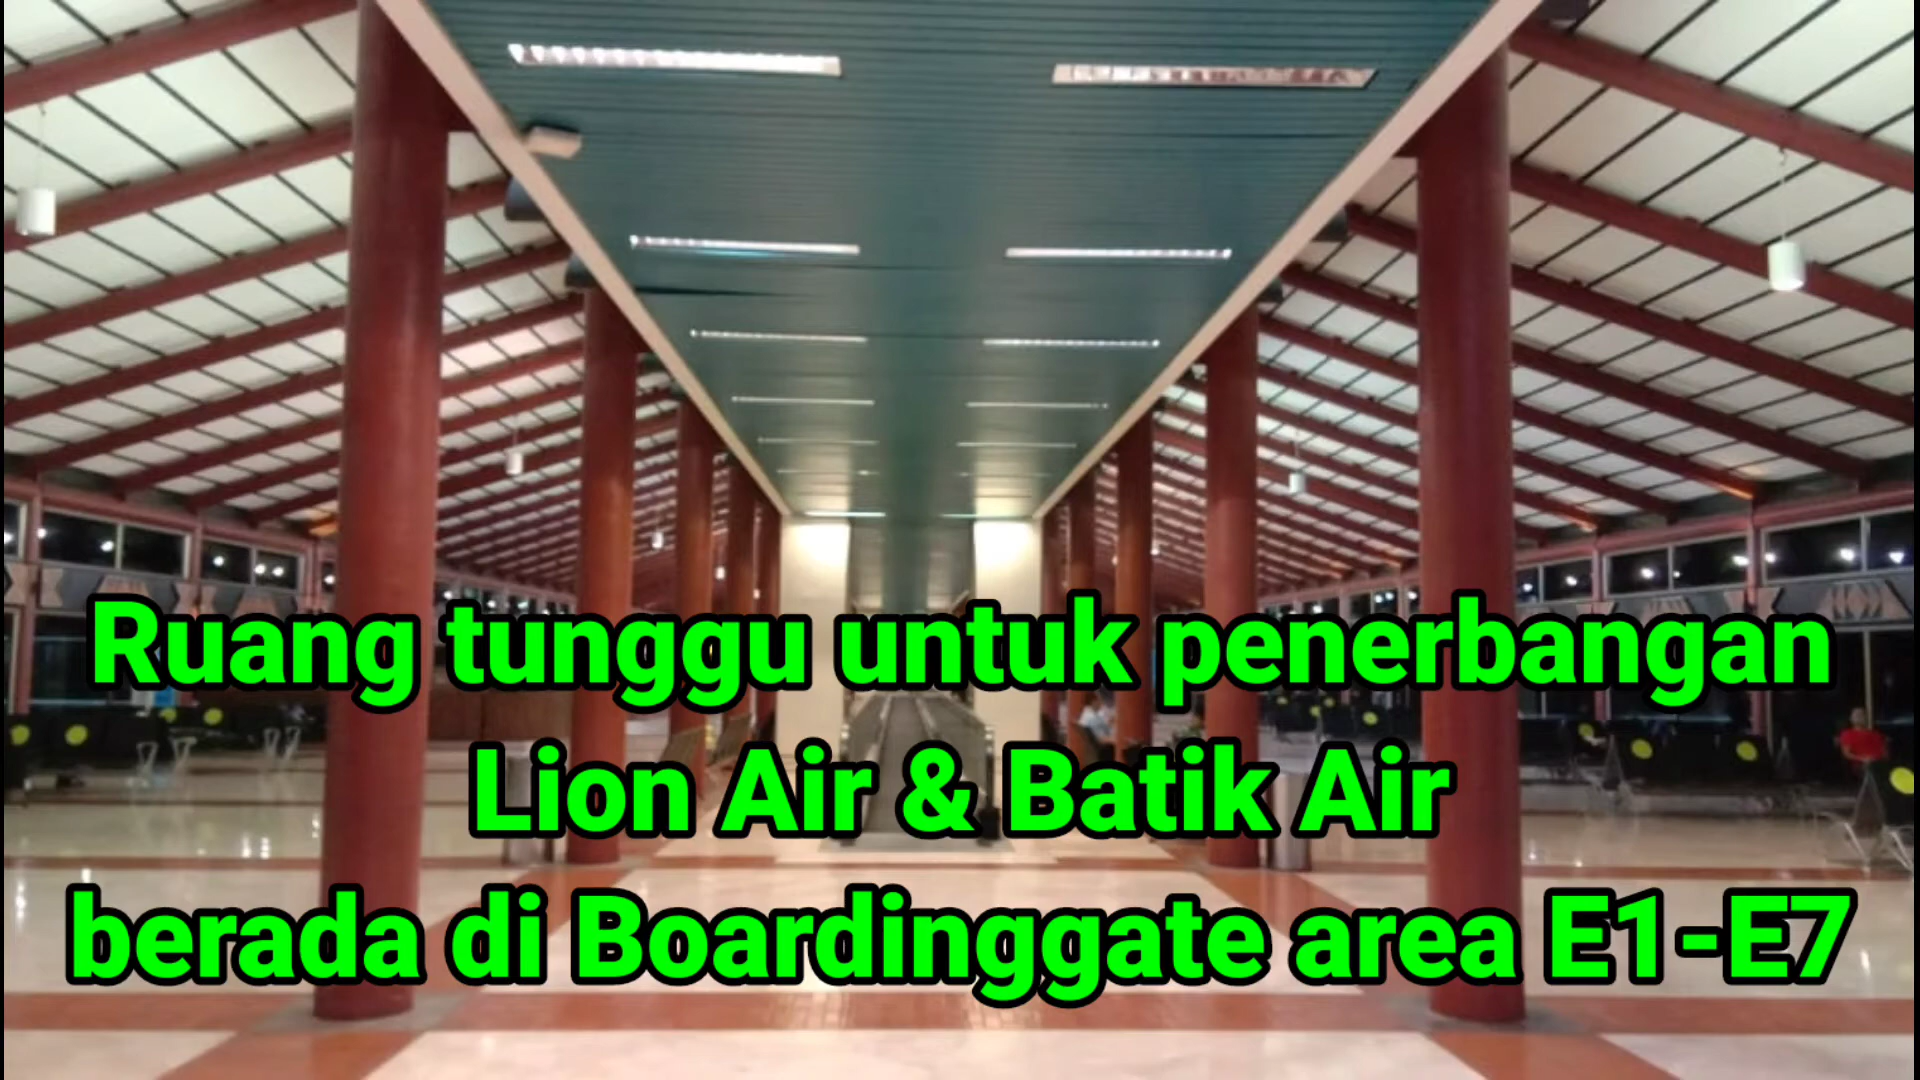 Ruang tunggu untuk penerbangan
Lion Air & Batik Air
berada di Boardinggate area E1-E7